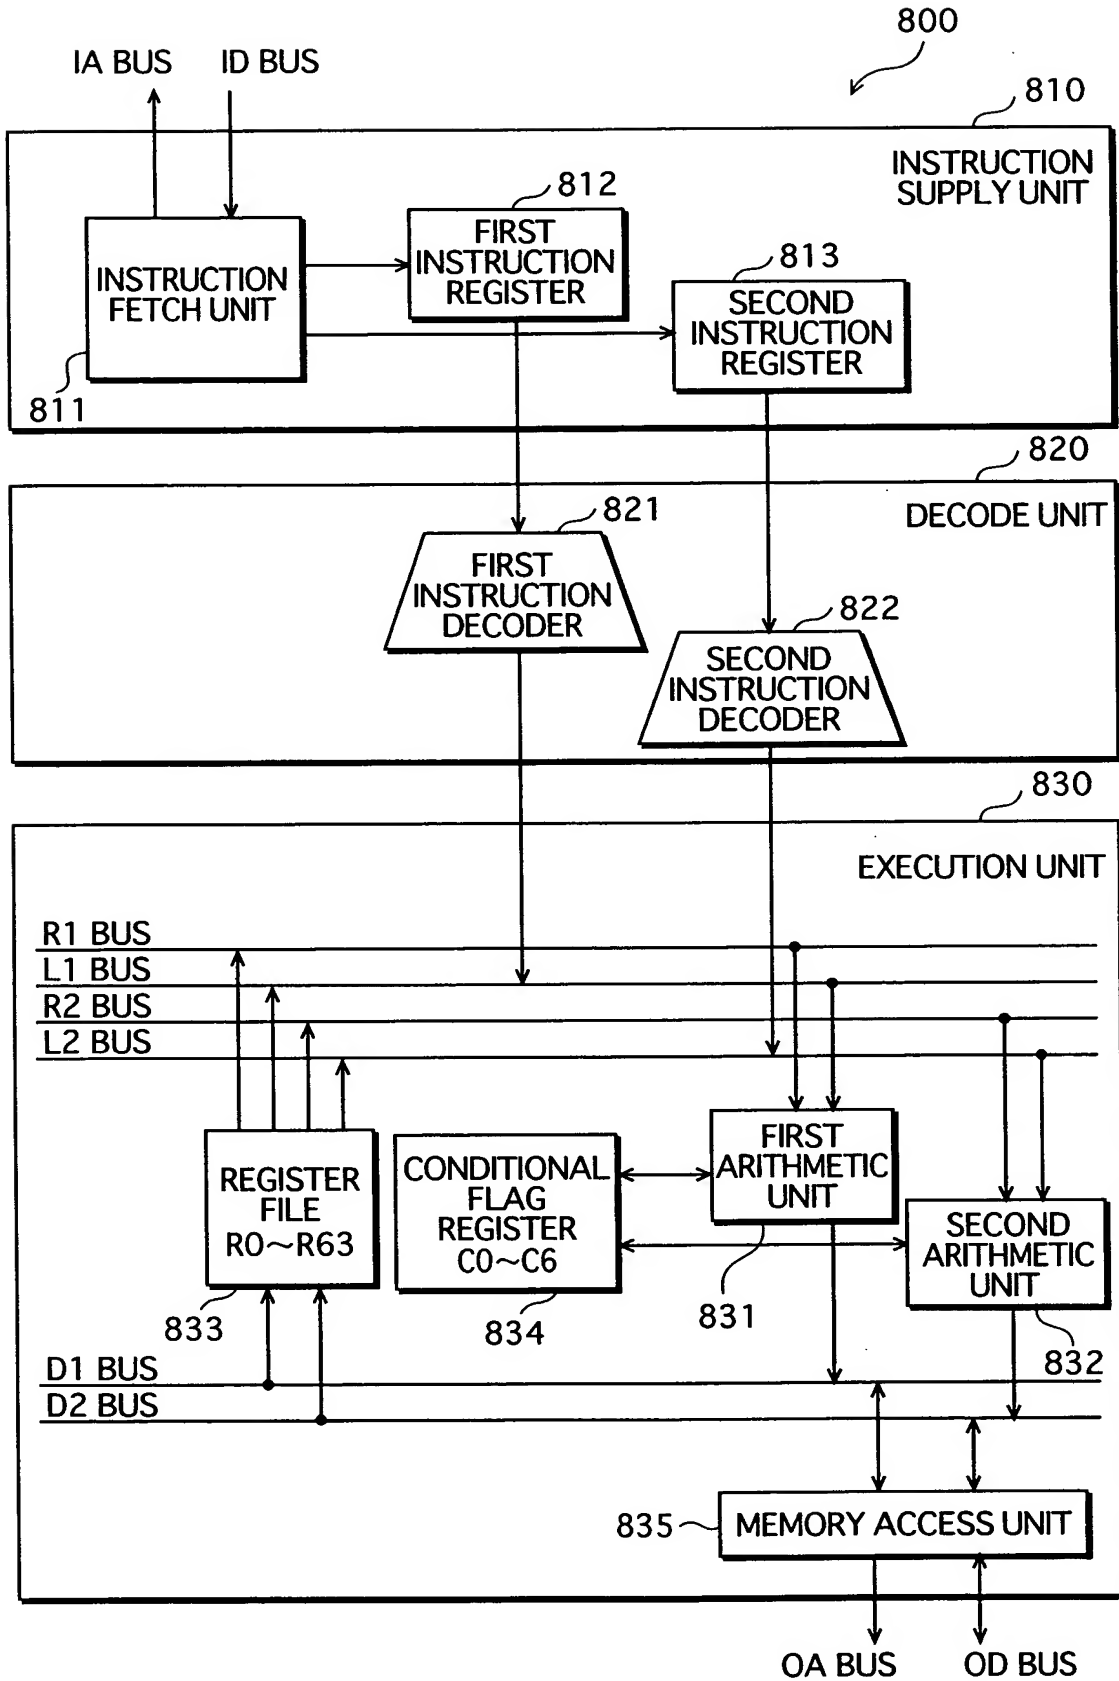 800
IA BUS
ID BUS
810
INSTRUCTION
SUPPLY UNIT
812
FIRST
INSTRUCTION
REGISTER
813
SECOND
INSTRUCTION
REGISTER
INSTRUCTION
FETCH UNIT
811
820
DECODE UNIT
821
FIRST
INSTRUCTION
DECODER
822
SECOND
INSTRUCTION
DECODER
830
EXECUTION UNIT
R1 BUS
L1 BUS
R2 BUS
L2 BUS
REGISTER
FILE
R0~R63
833
CONDITIONAL
FLAG
REGISTER
C0~C6
834
FIRST
ARITHMETIC
UNIT
831
SECOND
ARITHMETIC
UNIT
832
D1 BUS
D2 BUS
835
MEMORY ACCESS UNIT
OA BUS
OD BUS